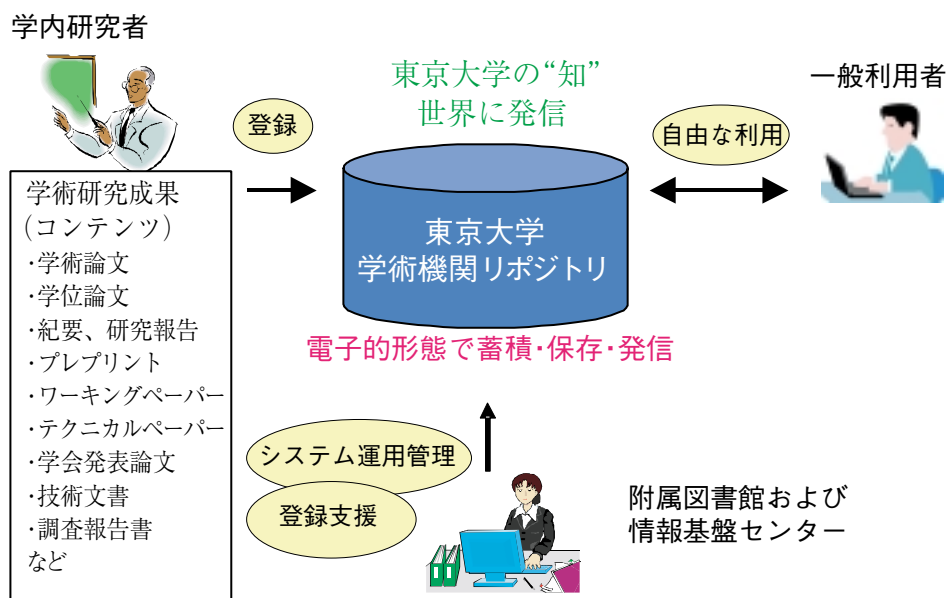 学内研究者
東京大学の“知”
世界に発信
一般利用者
登録
自由な利用
学術研究成果
(コンテンツ)
・学術論文
・学位論文
・紀要、研究報告
・プレプリント
・ワーキングペーパー
・テクニカルペーパー
・学会発表論文
・技術文書
・調査報告書
など
東京大学
学術機関リポジトリ
電子的形態で蓄積・保存・発信
システム運用管理
登録支援
附属図書館および
情報基盤センター